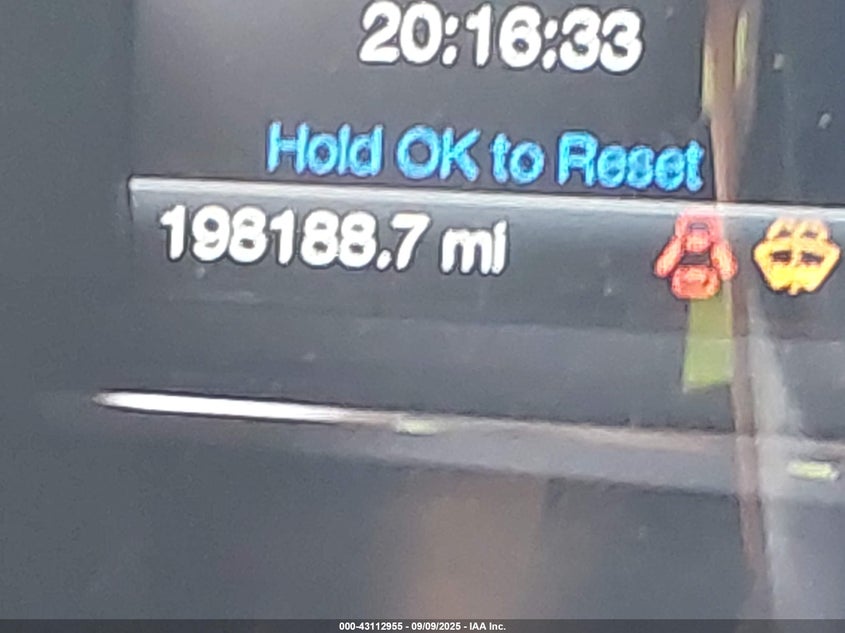 20:16:33
Hold OK to Reset
198188.7 mi
000-43112955 - 09/09/2025 - IAA Inc.